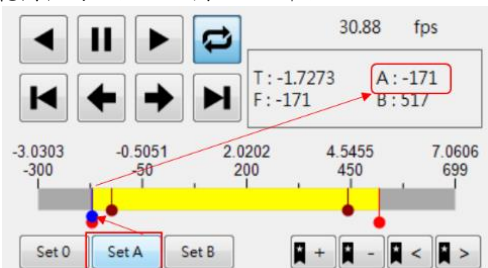 30.88 fps
T : -1.7273 A : -171
F : -171 B : 517
-3.0303 -0.5051 2.0202 4.5455 7.0606
-300 -50 200 450 699
Set 0 Set A Set B + - < >